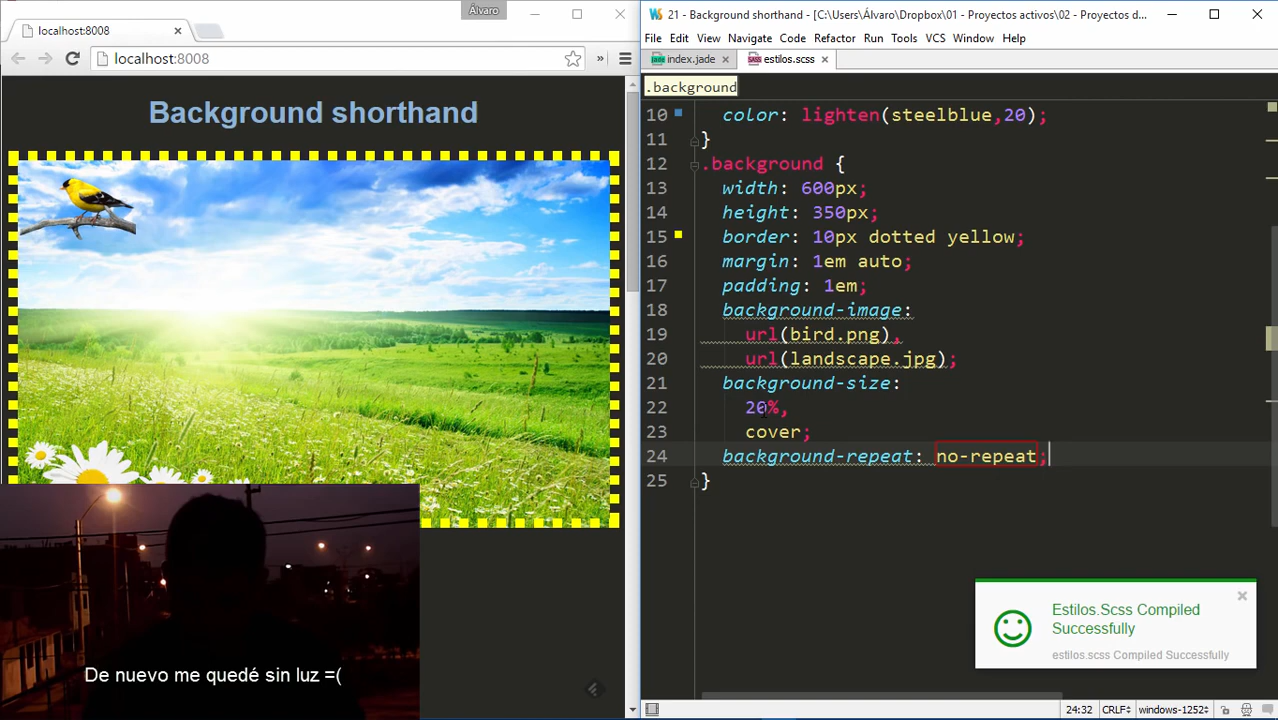 Álvaro
localhost:8008
localhost:8008
»
Background shorthand
De nuevo me quedé sin luz =(
21 - Background shorthand - [C:\Users\Álvaro\Dropbox\01 - Proyectos activos\02 - Proyectos d...
File Edit View Navigate Code Refactor Run Tools VCS Window Help
index.jade
estilos.scss
.background
10 color: lighten(steelblue,20);
11 }
12 .background {
13 width: 600px;
14 height: 350px;
15 border: 10px dotted yellow;
16 margin: 1em auto;
17 padding: 1em;
18 background-image:
19 url(bird.png),
20 url(landscape.jpg);
21 background-size:
22 20%,
23 cover;
24 background-repeat: no-repeat;
25 }
Estilos.Scss Compiled
Successfully
estilos.scss Compiled Successfully
24:32 CRLF÷ windows-1252÷